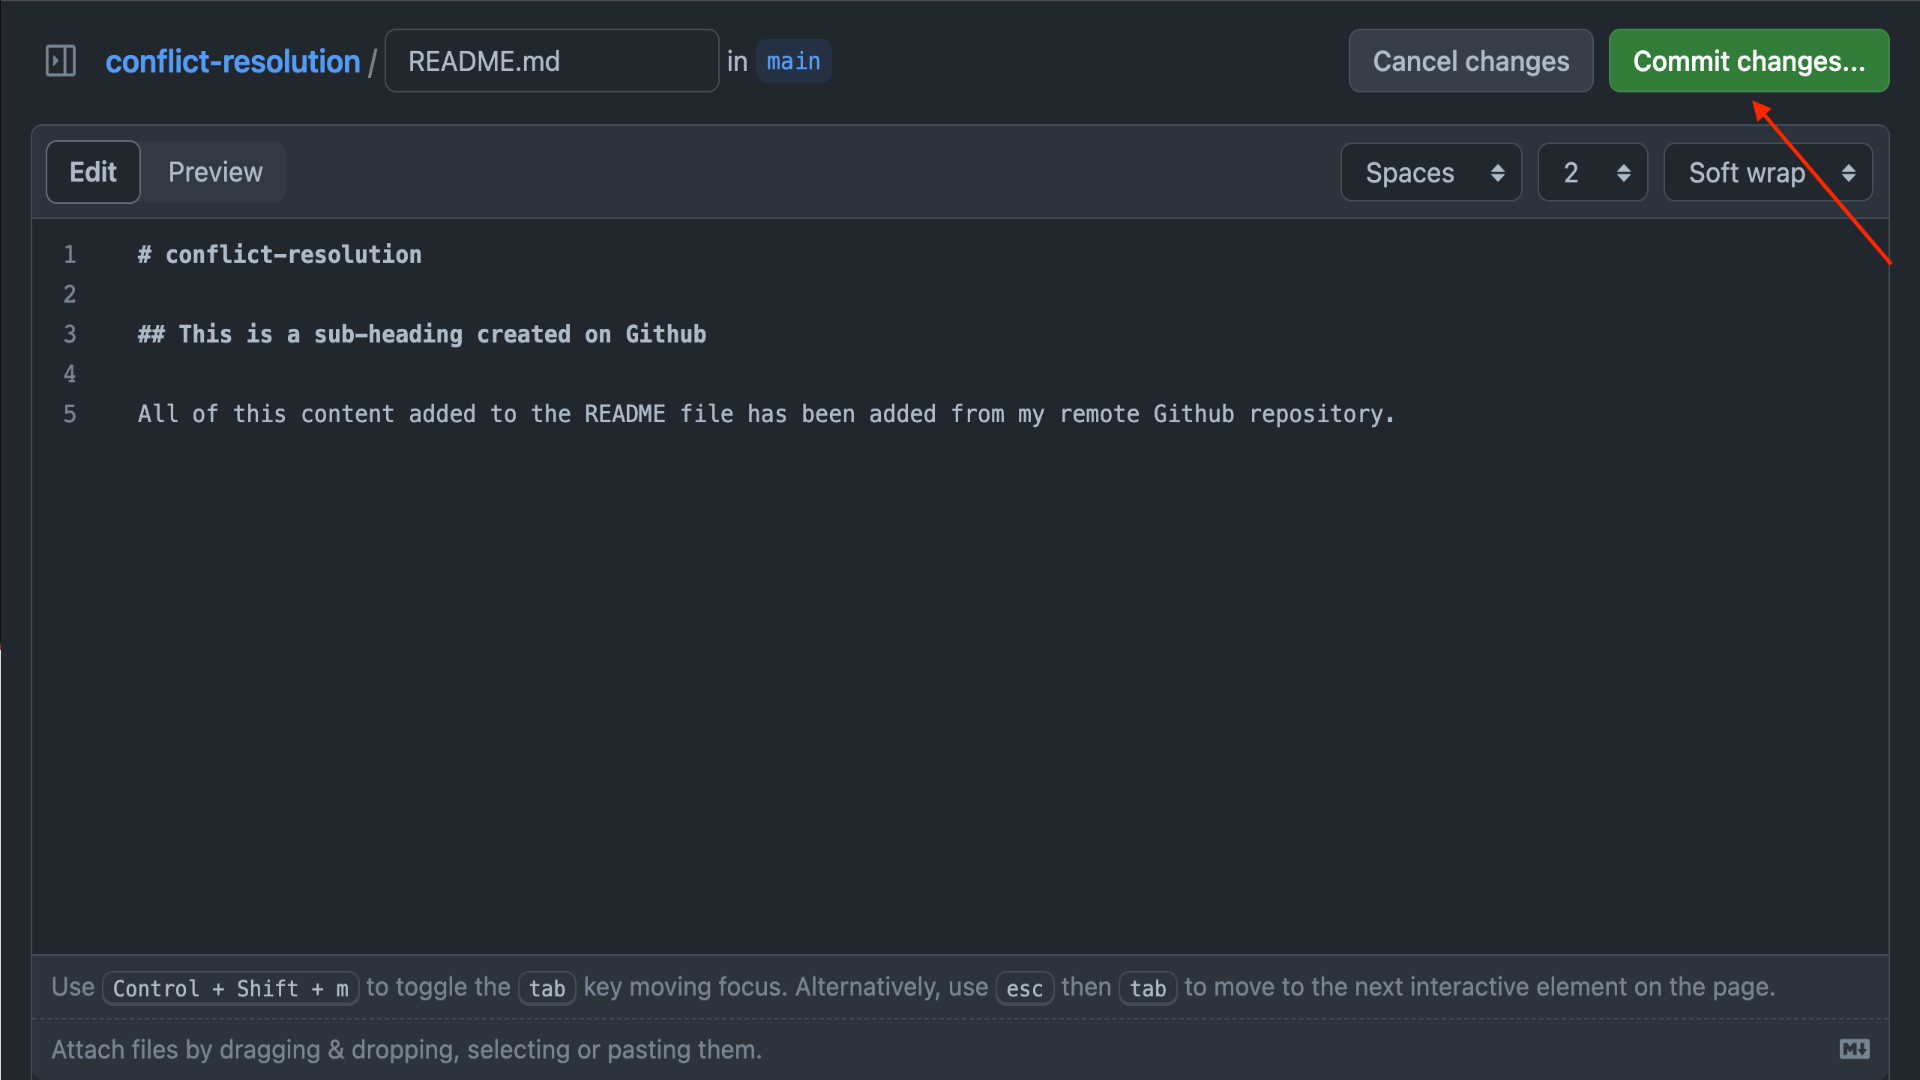 conflict-resolution / README.md in main Cancel changes Commit changes...
Edit Preview Spaces 2 Soft wrap
1 # conflict-resolution
2
3 ## This is a sub-heading created on Github
4
5 All of this content added to the README file has been added from my remote Github repository.
Use Control + Shift + m to toggle the tab key moving focus. Alternatively, use esc then tab to move to the next interactive element on the page.
Attach files by dragging & dropping, selecting or pasting them.
M